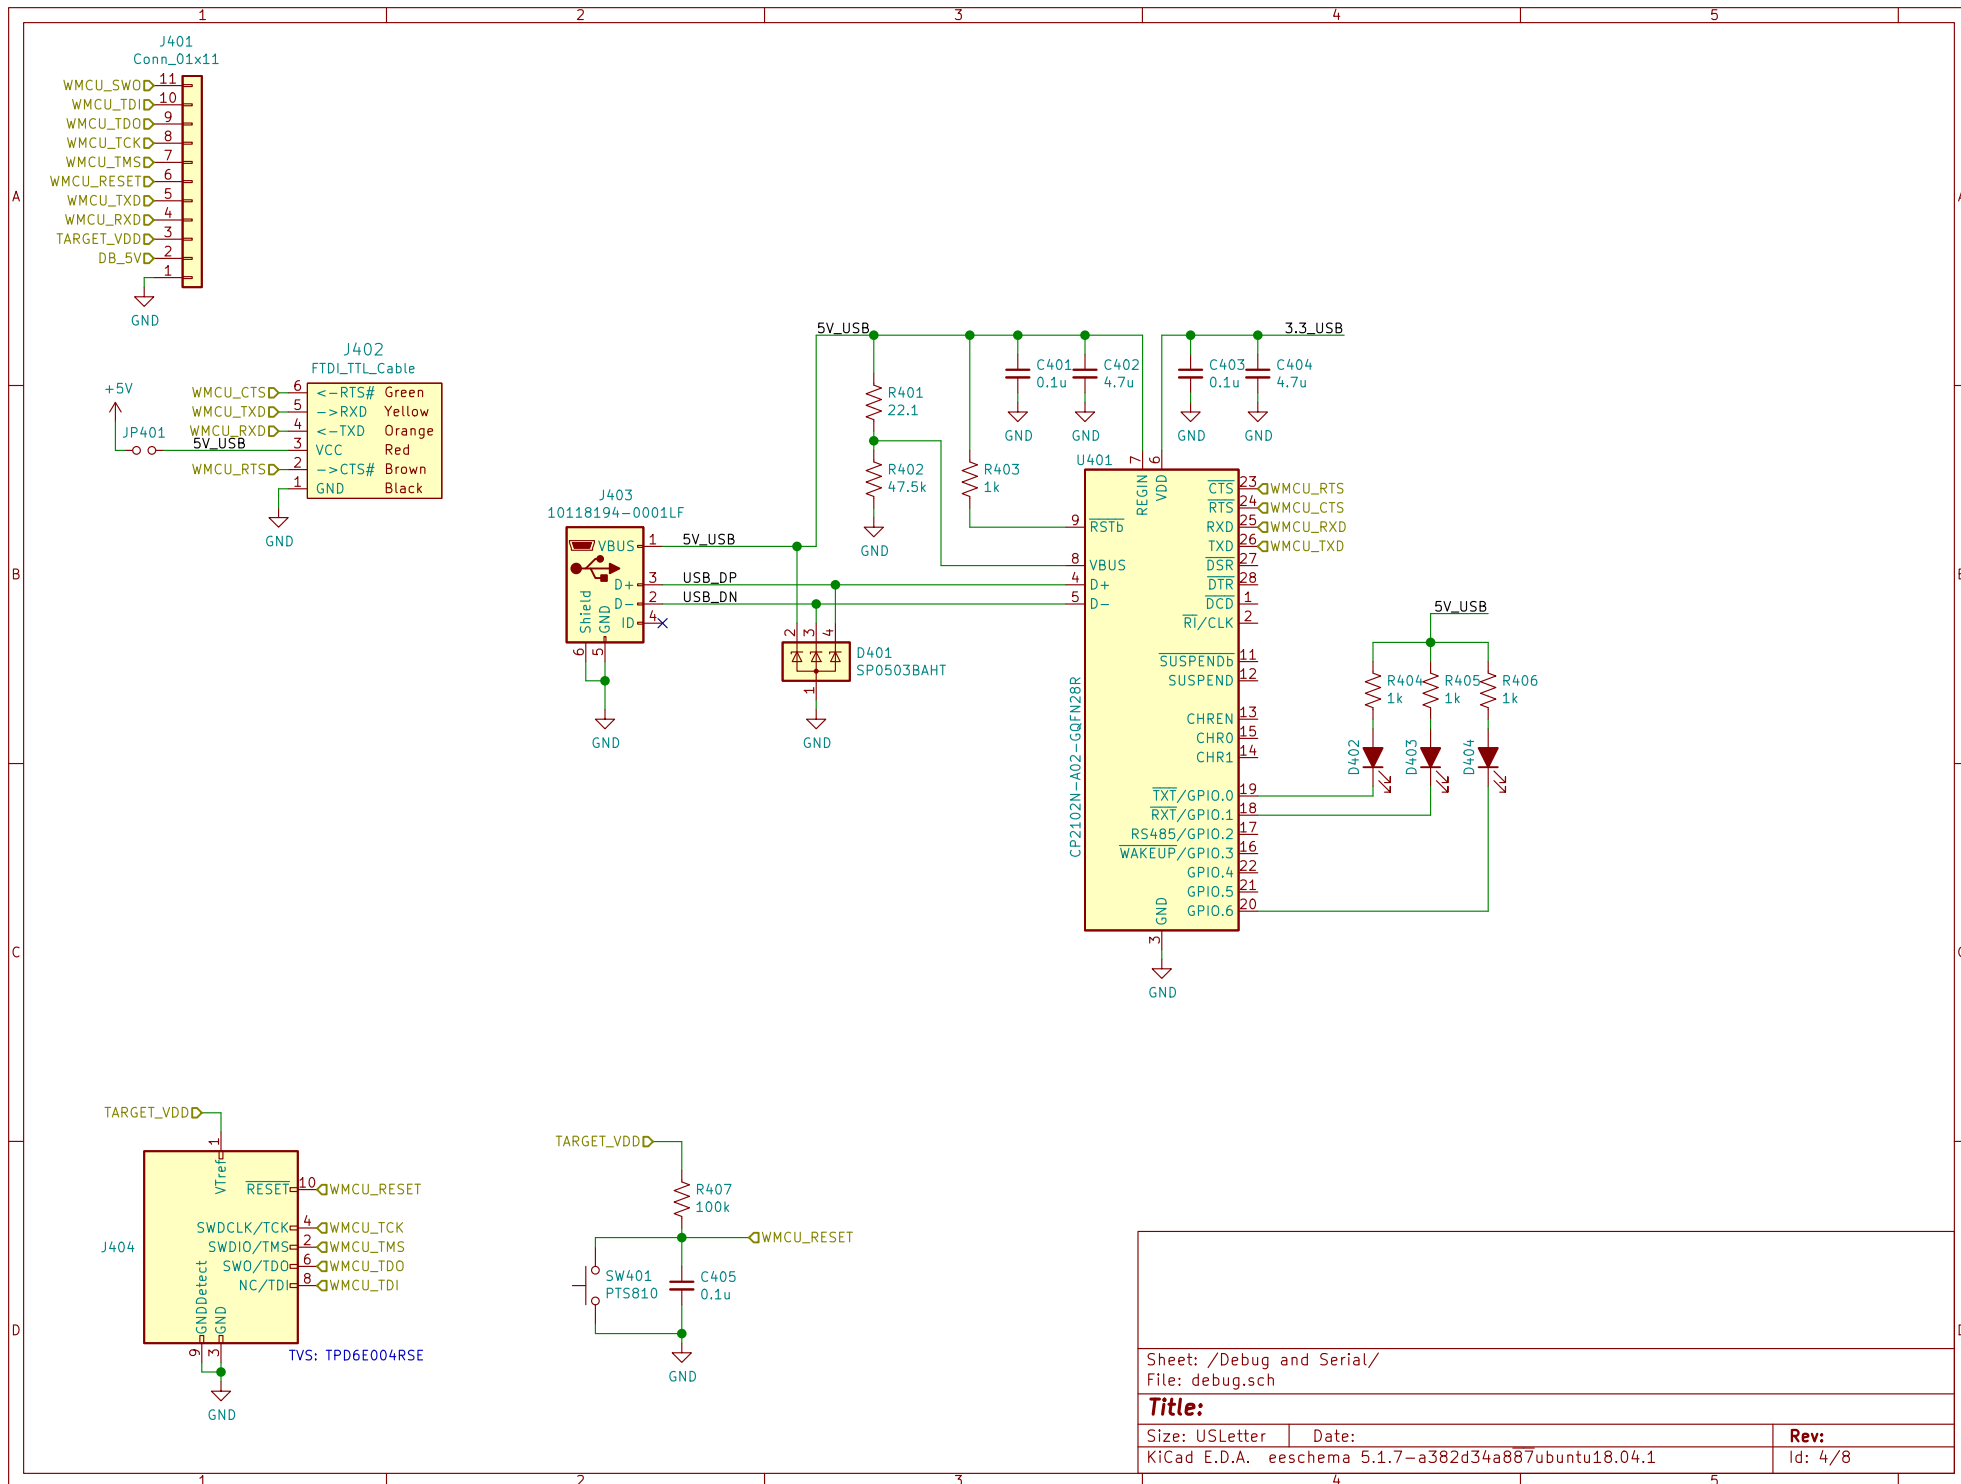 1 2 3 4 5
J401
Conn_01x11
WMCU_SWO 11
WMCU_TDI 10
WMCU_TDO 9
WMCU_TCK 8
WMCU_TMS 7
WMCU_RESET 6
WMCU_TXD 5
WMCU_RXD 4
TARGET_VDD 3
DB_5V 2
1
GND
A
J402
FTDI_TTL_Cable
+5V
JP401
5V_USB
WMCU_CTS 6 <-RTS# Green
WMCU_TXD 5 ->RXD Yellow
WMCU_RXD 4 <-TXD Orange
3 VCC Red
WMCU_RTS 2 ->CTS# Brown
1 GND Black
GND
B
J403
10118194-0001LF
VBUS 1 5V_USB
D+ 3 USB_DP
D- 2 USB_DN
ID 4
Shield 6
GND 5
GND
2 3 4
1
D401
SP0503BAHT
GND
5V_USB
R401
22.1
R402
47.5k
GND
R403
1k
C401
0.1u
GND
C402
4.7u
GND
3.3_USB
C403
0.1u
GND
C404
4.7u
GND
U401
CP2102N-A02-GQFN28R
7 REGIN
6 VDD
9 RSTb
8 VBUS
4 D+
5 D-
CTS 23 WMCU_RTS
RTS 24 WMCU_CTS
RXD 25 WMCU_RXD
TXD 26 WMCU_TXD
DSR 27
DTR 28
DCD 1
RI/CLK 2
SUSPENDb 11
SUSPEND 12
CHREN 13
CHR0 15
CHR1 14
TXT/GPIO.0 19
RXT/GPIO.1 18
RS485/GPIO.2 17
WAKEUP/GPIO.3 16
GPIO.4 22
GPIO.5 21
GPIO.6 20
GND 3
GND
5V_USB
R404
1k
R405
1k
R406
1k
D402
D403
D404
C
TARGET_VDD
1
VTref
J404
RESET 10 WMCU_RESET
SWDCLK/TCK 4 WMCU_TCK
SWDIO/TMS 2 WMCU_TMS
SWO/TDO 6 WMCU_TDO
NC/TDI 8 WMCU_TDI
GNDDetect 9
GND 3
TVS: TPD6E004RSE
GND
TARGET_VDD
R407
100k
WMCU_RESET
SW401
PTS810
C405
0.1u
GND
D
Sheet: /Debug and Serial/
File: debug.sch
Title:
Size: USLetter Date: Rev:
KiCad E.D.A. eeschema 5.1.7-a382d34a887ubuntu18.04.1 Id: 4/8
1 2 3 4 5